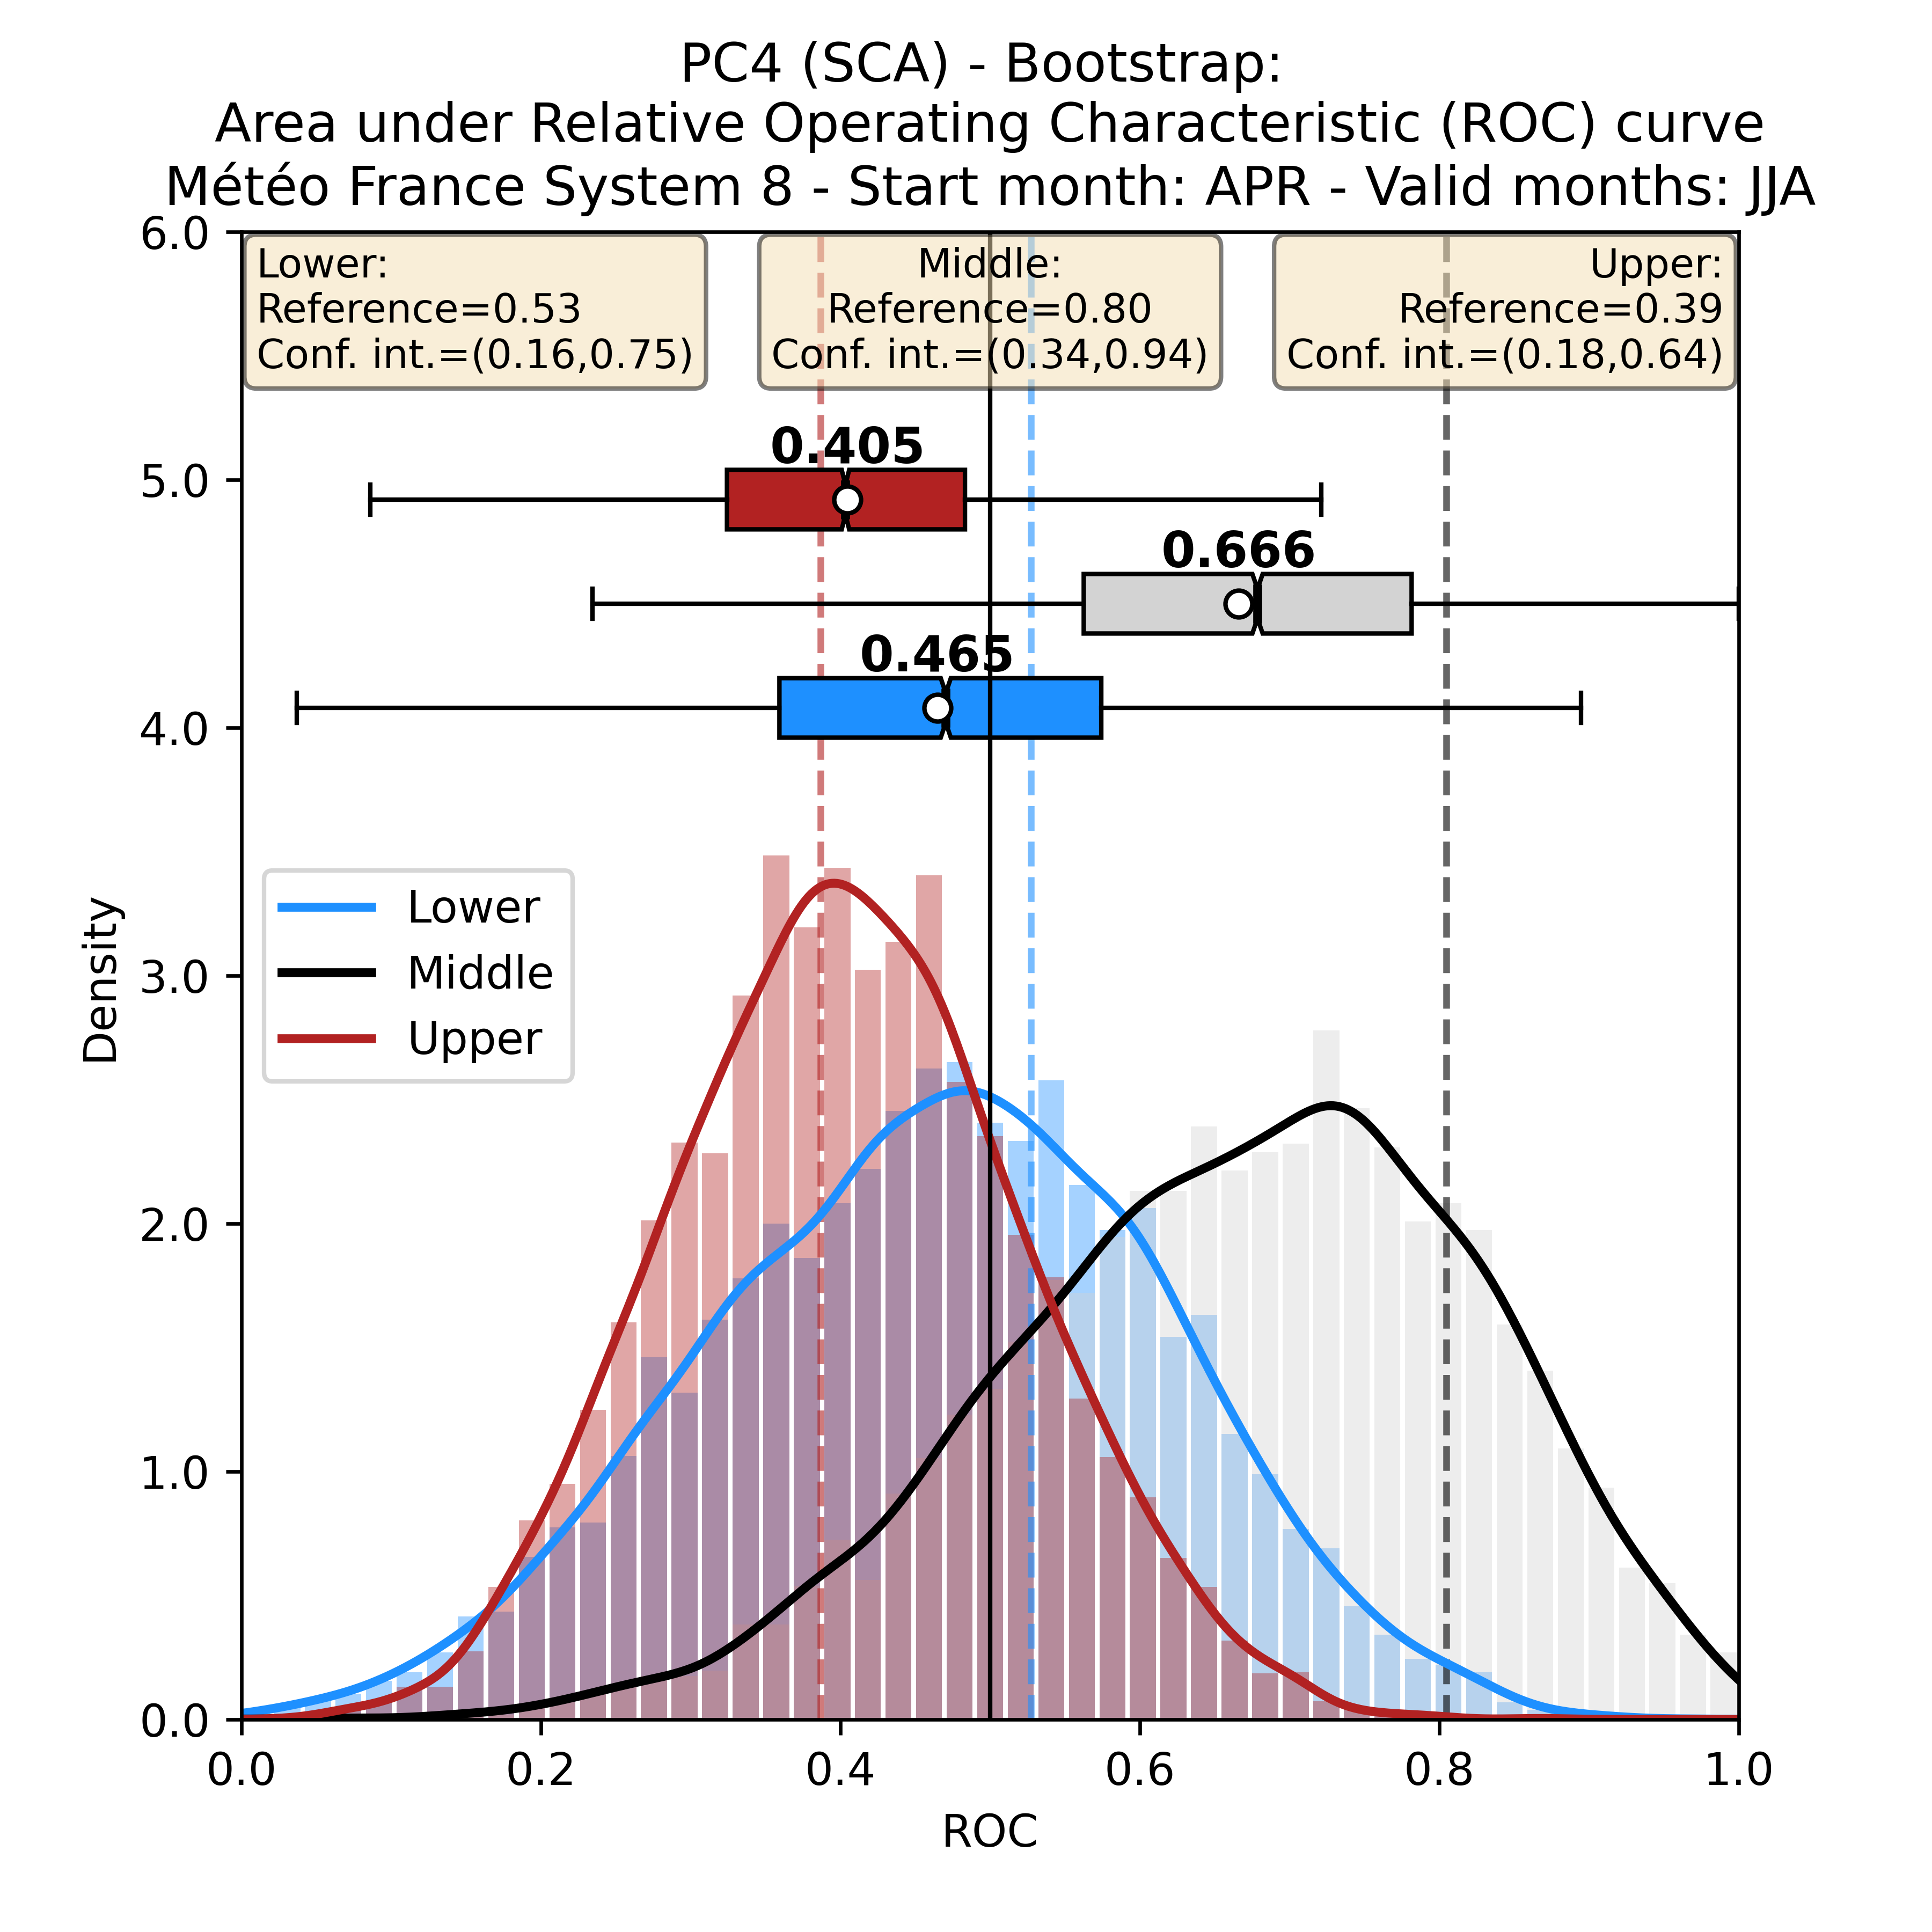 PC4 (SCA) - Bootstrap:
Area under Relative Operating Characteristic (ROC) curve
Météo France System 8 - Start month: APR - Valid months: JJA
6.0
Lower:
Reference=0.53
Conf. int.=(0.16,0.75)
Middle:
Reference=0.80
Conf. int.=(0.34,0.94)
Upper:
Reference=0.39
Conf. int.=(0.18,0.64)
0.405
5.0
0.666
0.465
4.0
Lower
Middle
Upper
Density
3.0
2.0
1.0
0.0
0.0 0.2 0.4 0.6 0.8 1.0
ROC